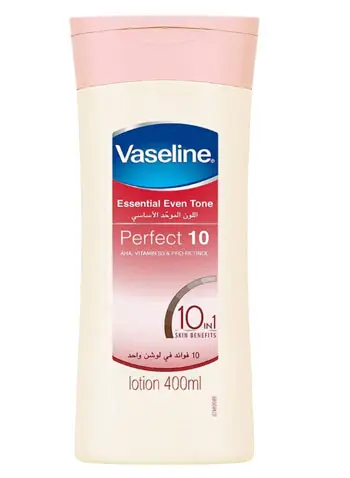 Vaseline®
Essential Even Tone
اللون الموحّد الأساسي
Perfect 10
AHA, VITAMIN B3 & PRO-RETINOL
10 IN 1
SKIN BENEFITS
10 فوائد في لوشن واحد
lotion 400ml